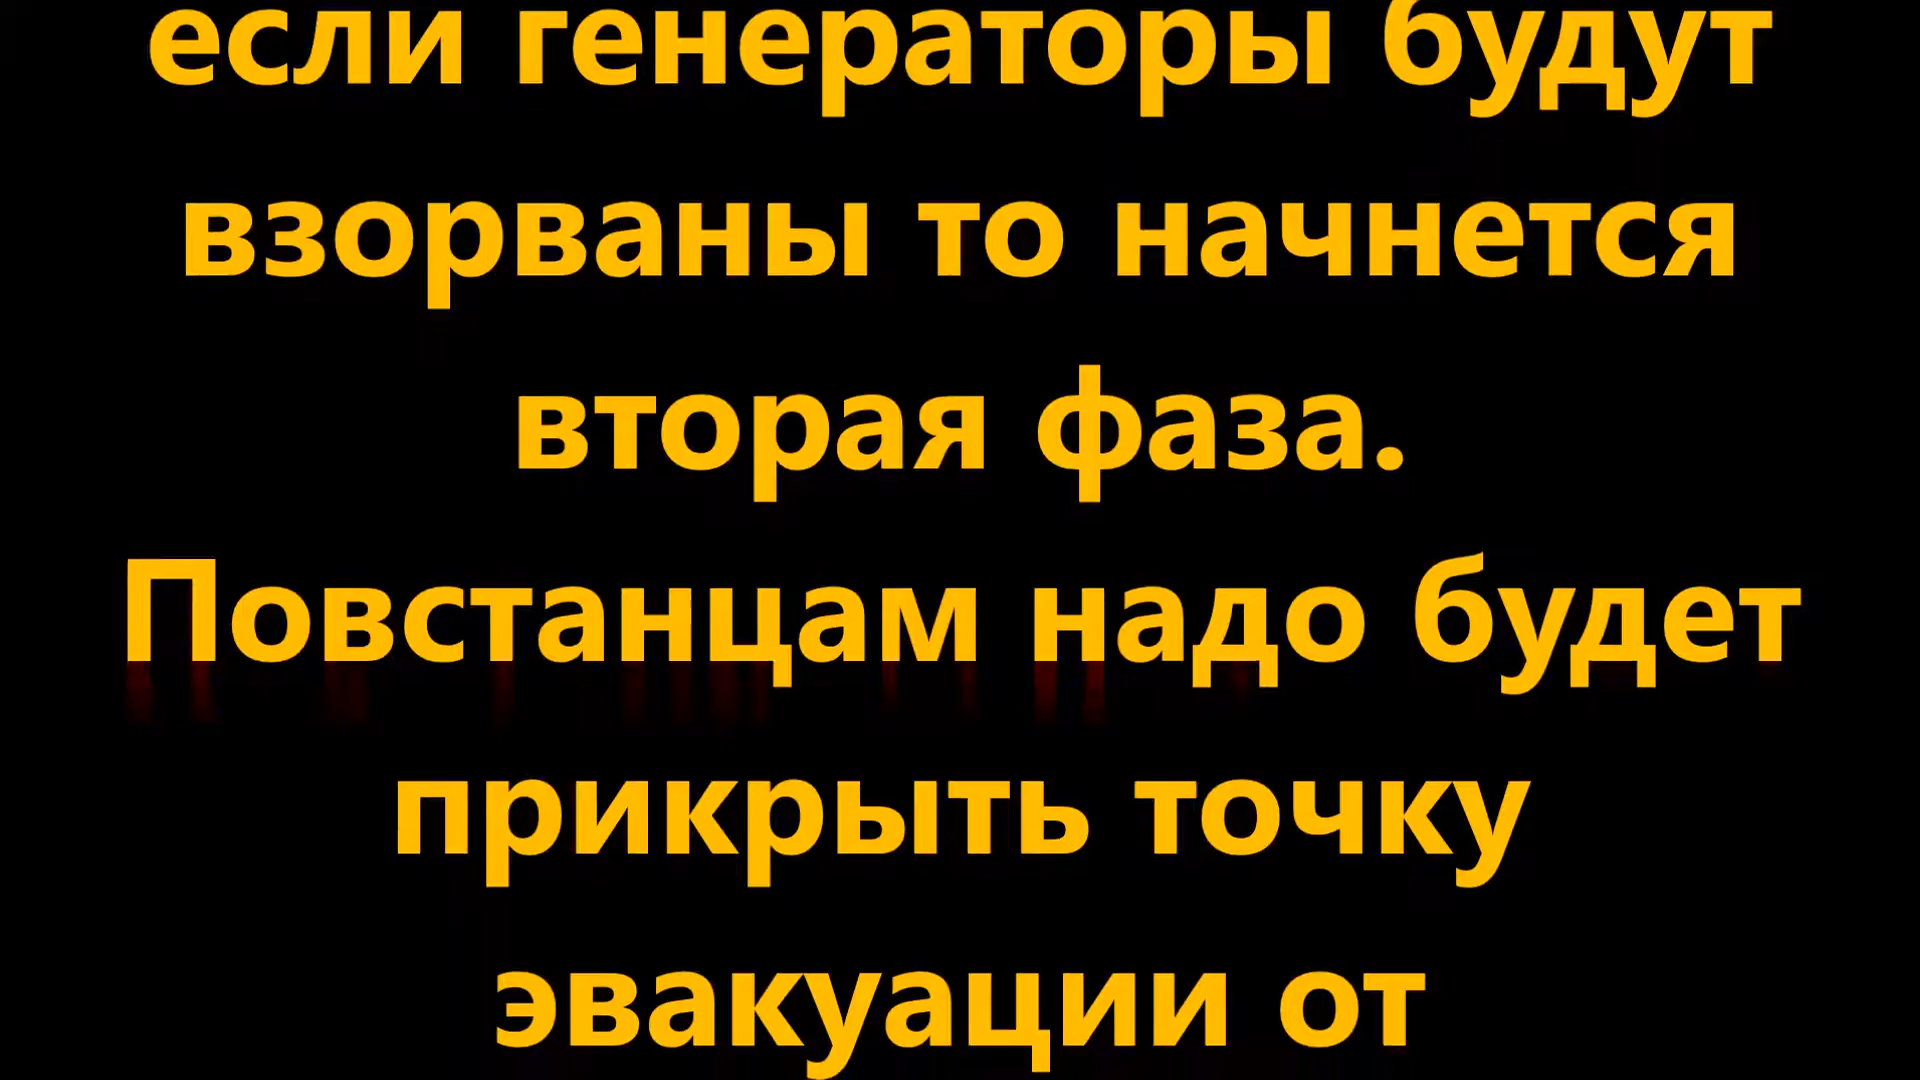 если генераторы будут
взорваны то начнется
вторая фаза.
Повстанцам надо будет
прикрыть точку
эвакуации от